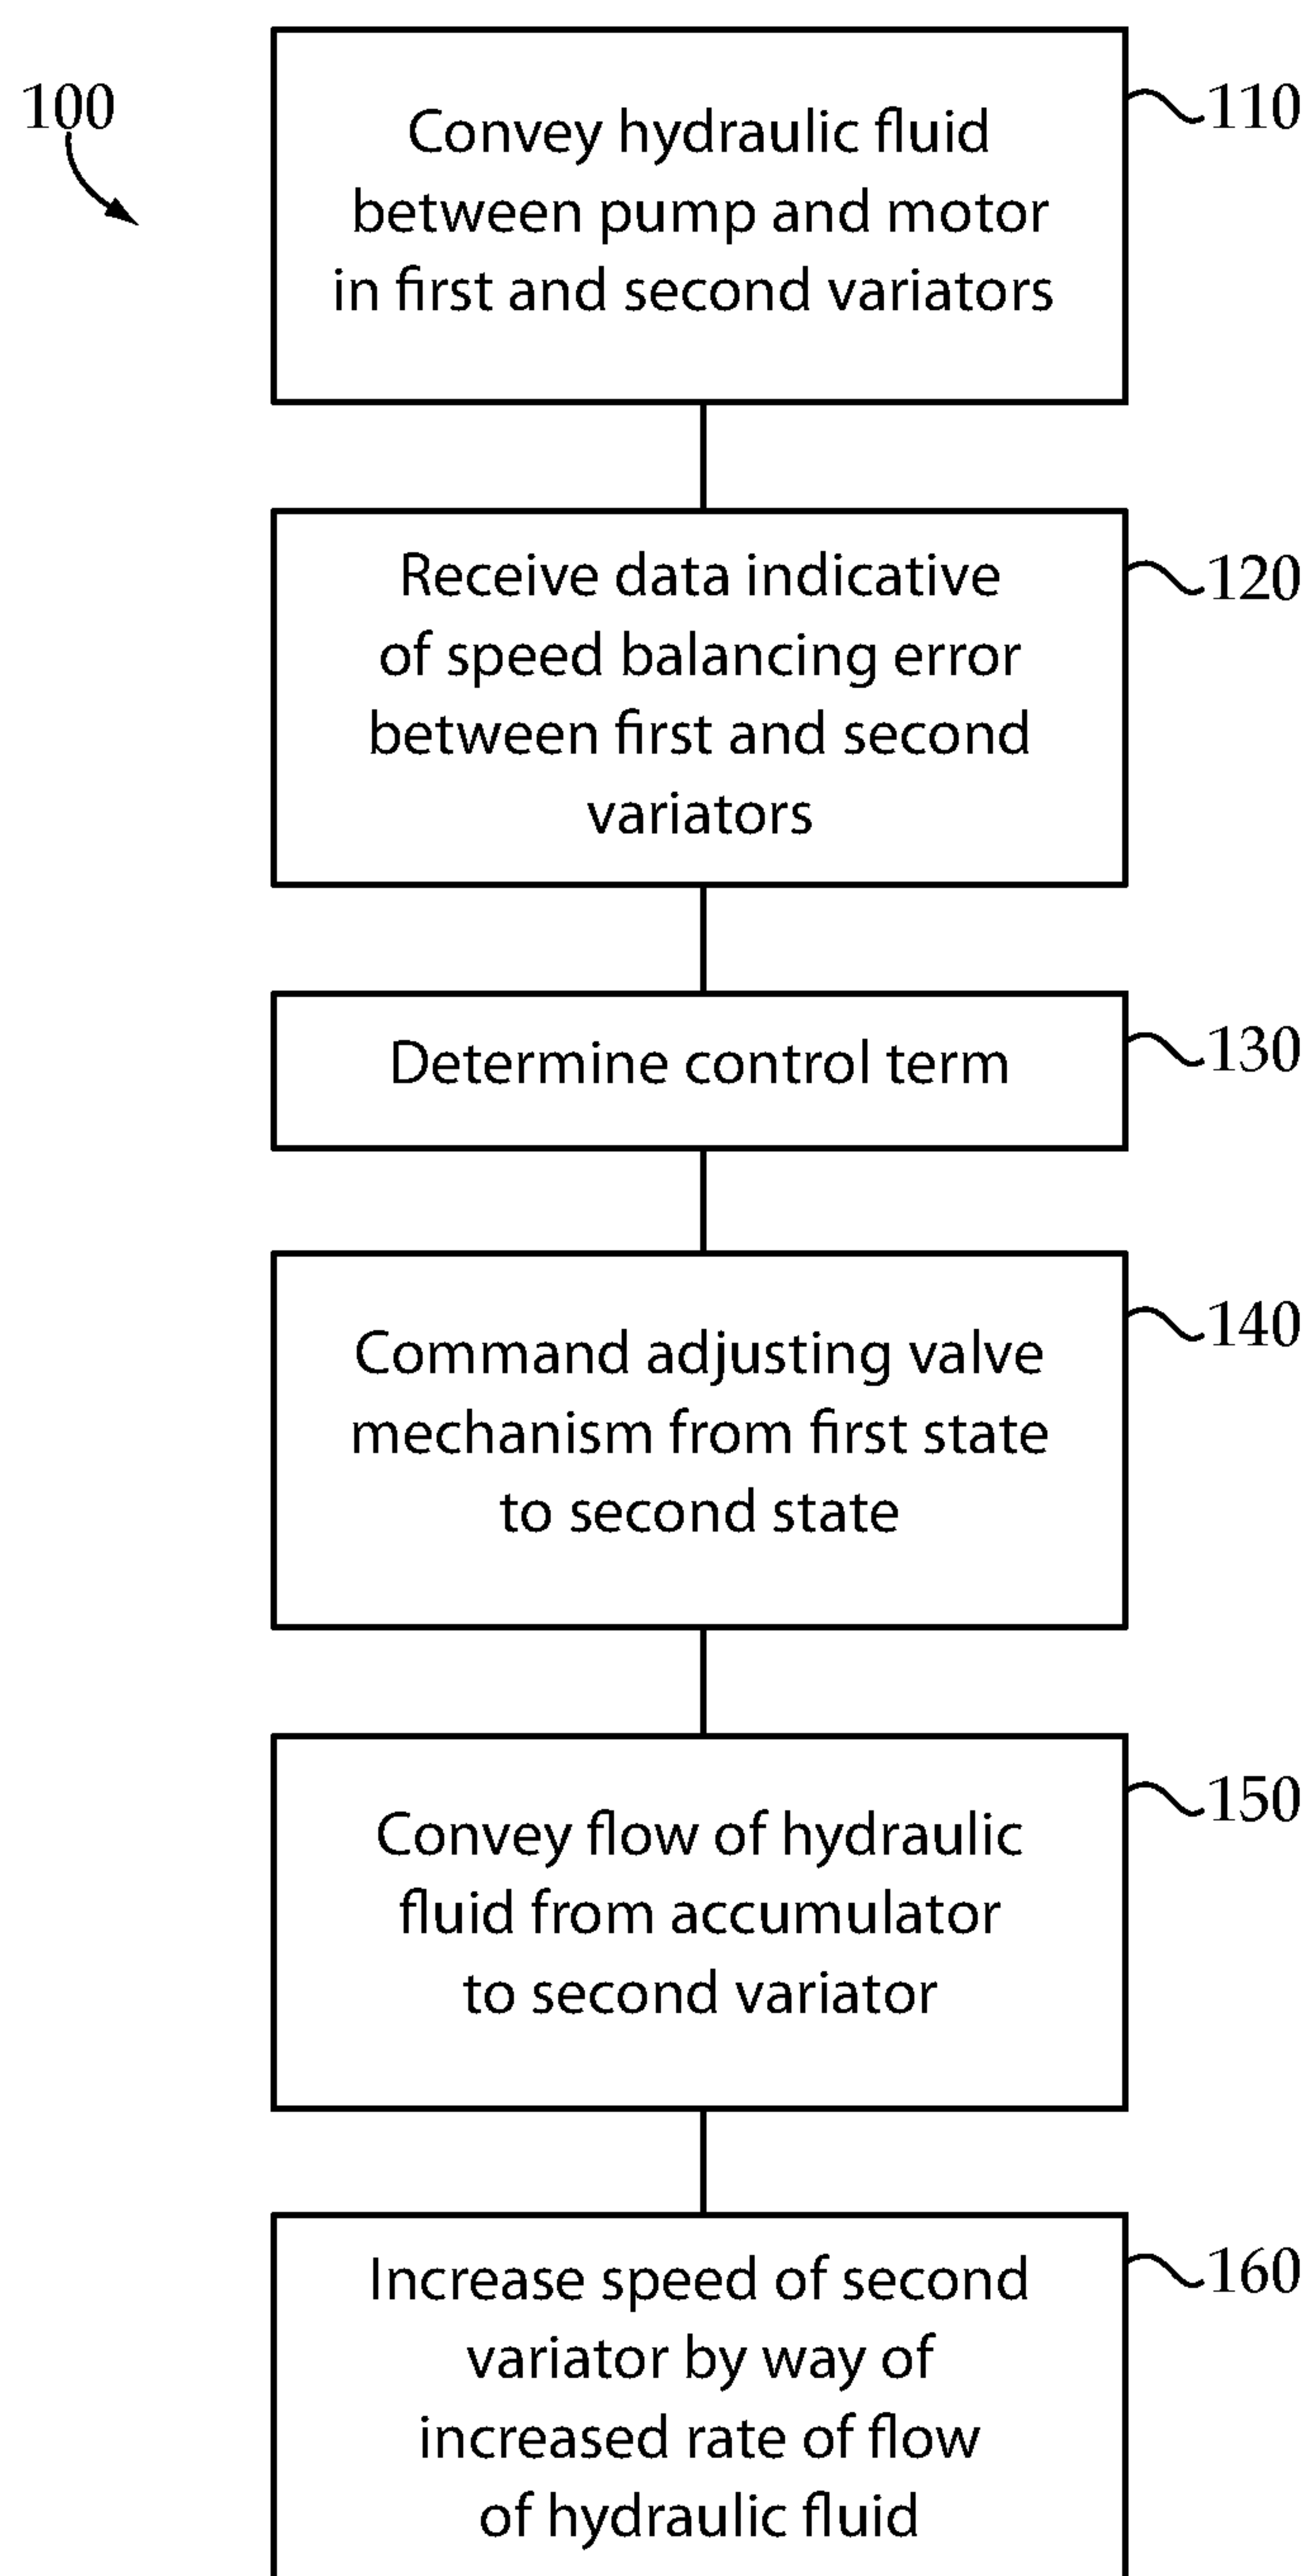 100
Convey hydraulic fluid
between pump and motor
in first and second variators
110
Receive data indicative
of speed balancing error
between first and second
variators
120
Determine control term
130
Command adjusting valve
mechanism from first state
to second state
140
Convey flow of hydraulic
fluid from accumulator
to second variator
150
Increase speed of second
variator by way of
increased rate of flow
of hydraulic fluid
160